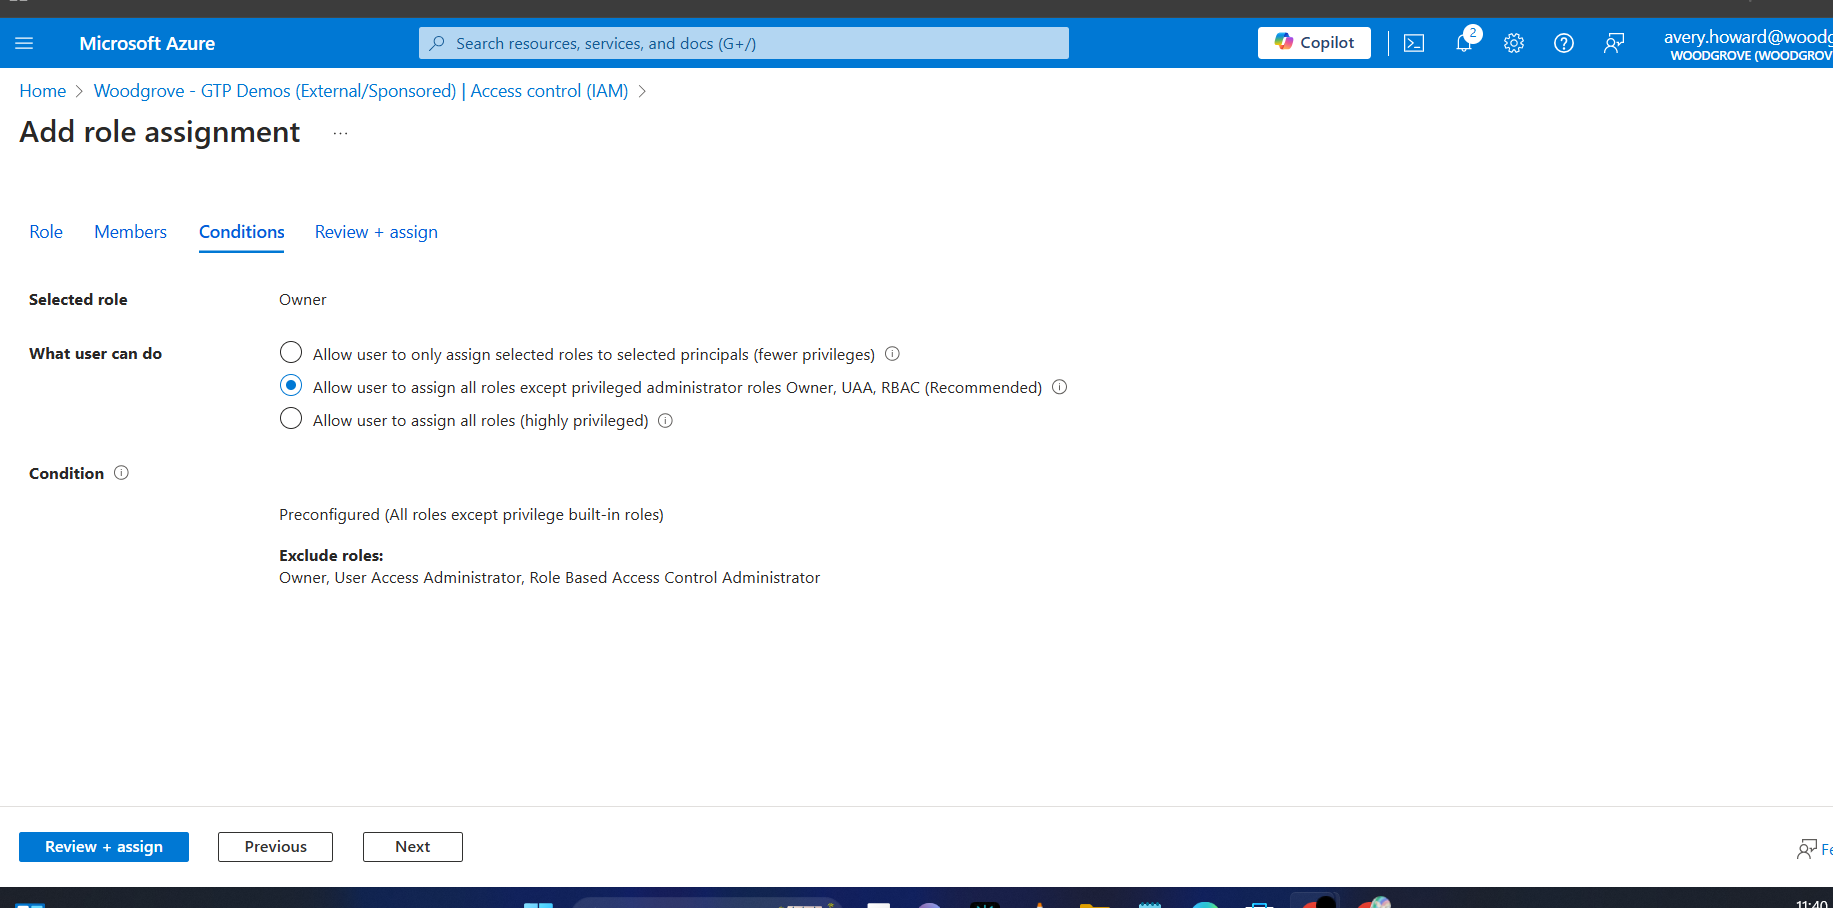 Microsoft Azure
Search resources, services, and docs (G+/)
Copilot
2
avery.howard@woodg
WOODGROVE (WOODGROV
Home > Woodgrove - GTP Demos (External/Sponsored) | Access control (IAM) >
Add role assignment ...
Role Members Conditions Review + assign
Selected role Owner
What user can do
Allow user to only assign selected roles to selected principals (fewer privileges)
Allow user to assign all roles except privileged administrator roles Owner, UAA, RBAC (Recommended)
Allow user to assign all roles (highly privileged)
Condition
Preconfigured (All roles except privilege built-in roles)
Exclude roles:
Owner, User Access Administrator, Role Based Access Control Administrator
Review + assign Previous Next
Fe
11:40